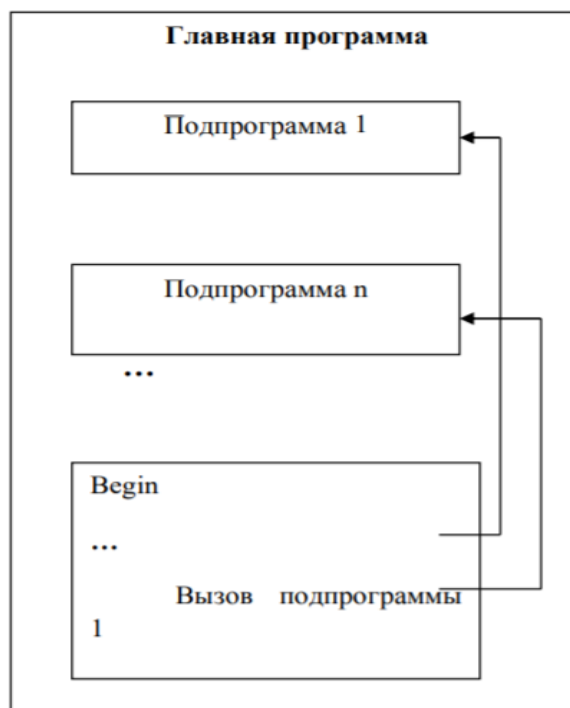 Главная программа
Подпрограмма 1
Подпрограмма n
...
Begin
...
Вызов подпрограммы
1